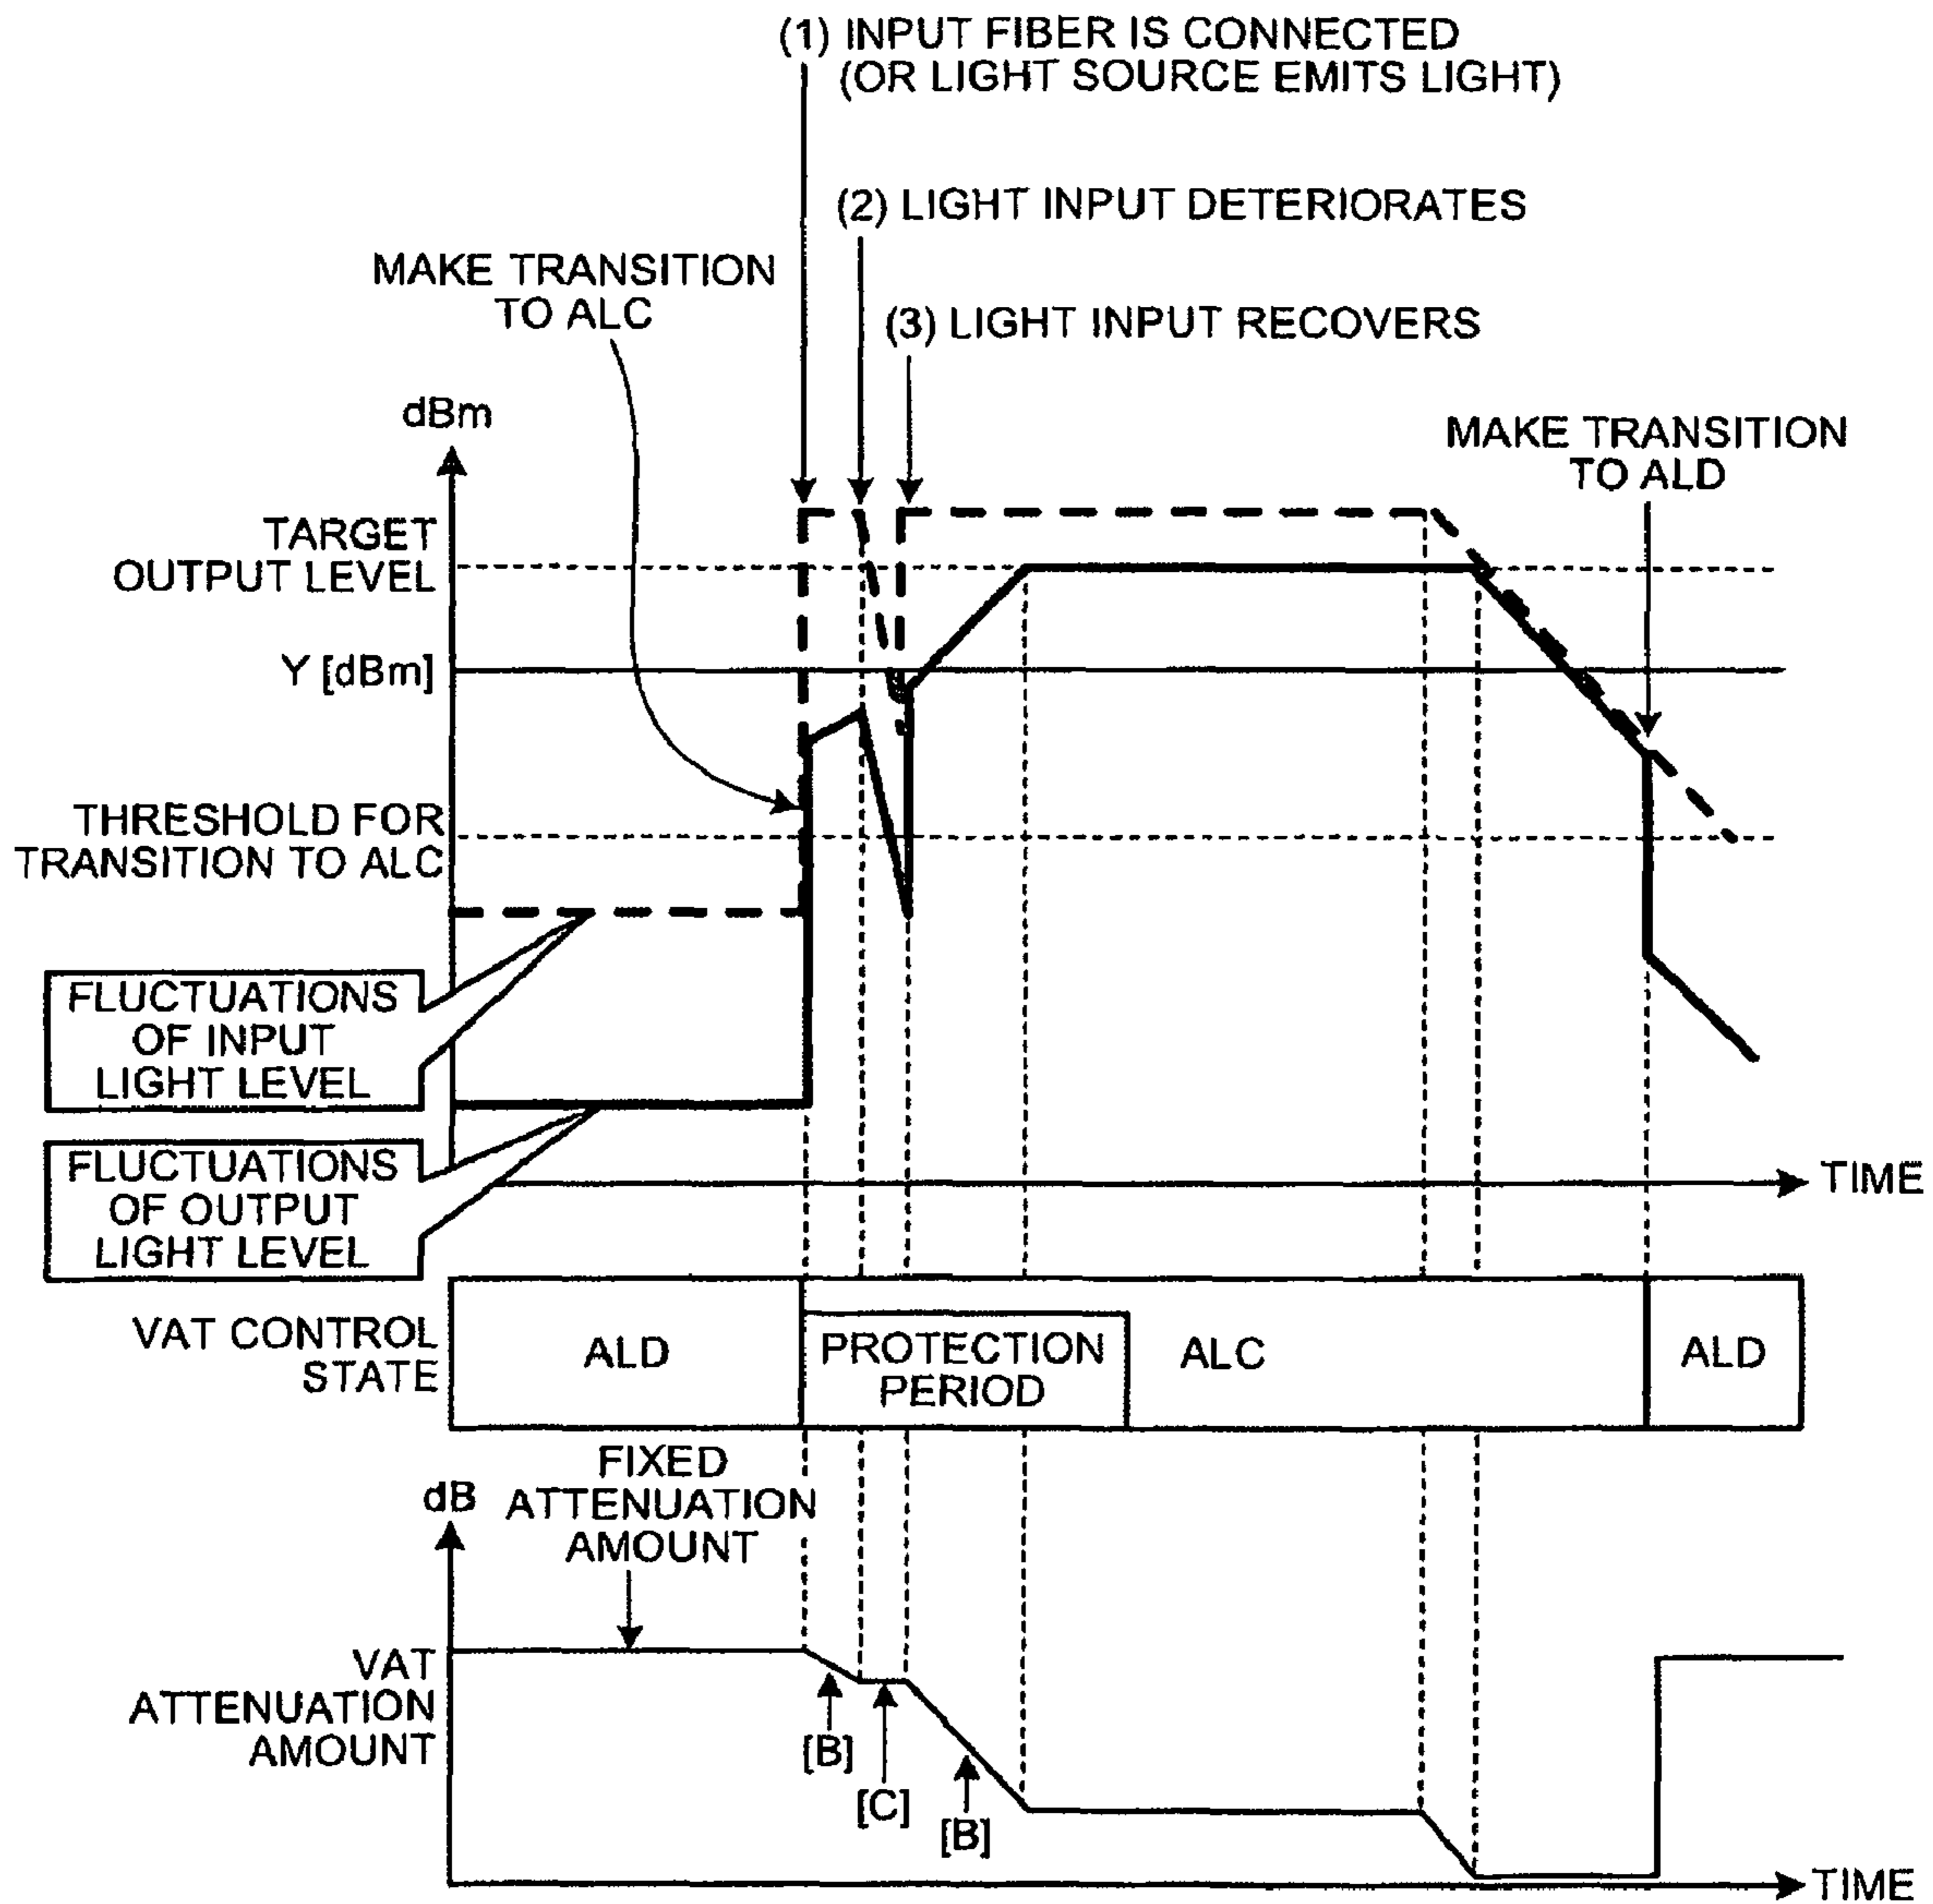 (1) INPUT FIBER IS CONNECTED
(OR LIGHT SOURCE EMITS LIGHT)
(2) LIGHT INPUT DETERIORATES
MAKE TRANSITION
TO ALC
(3) LIGHT INPUT RECOVERS
dBm
MAKE TRANSITION
TO ALD
TARGET
OUTPUT LEVEL
Y [dBm]
THRESHOLD FOR
TRANSITION TO ALC
FLUCTUATIONS
OF INPUT
LIGHT LEVEL
FLUCTUATIONS
OF OUTPUT
LIGHT LEVEL
TIME
VAT CONTROL
STATE
ALD
PROTECTION
PERIOD
ALC
ALD
FIXED
ATTENUATION
AMOUNT
dB
VAT
ATTENUATION
AMOUNT
[B]
[C]
[B]
TIME